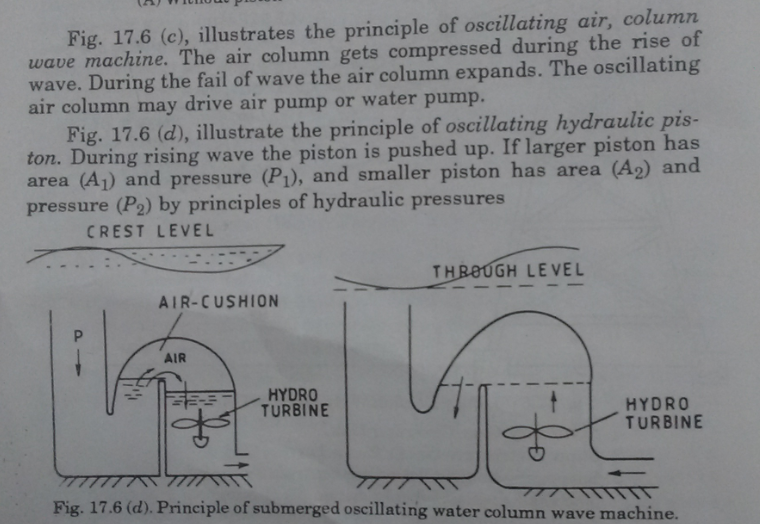 (A) Without piston
Fig. 17.6 (c), illustrates the principle of oscillating air, column
wave machine. The air column gets compressed during the rise of
wave. During the fail of wave the air column expands. The oscillating
air column may drive air pump or water pump.
Fig. 17.6 (d), illustrate the principle of oscillating hydraulic pis-
ton. During rising wave the piston is pushed up. If larger piston has
area (A₁) and pressure (P₁), and smaller piston has area (A₂) and
pressure (P₂) by principles of hydraulic pressures
CREST LEVEL
THROUGH LEVEL
AIR-CUSHION
P
AIR
HYDRO
TURBINE
HYDRO
TURBINE
Fig. 17.6 (d). Principle of submerged oscillating water column wave machine.